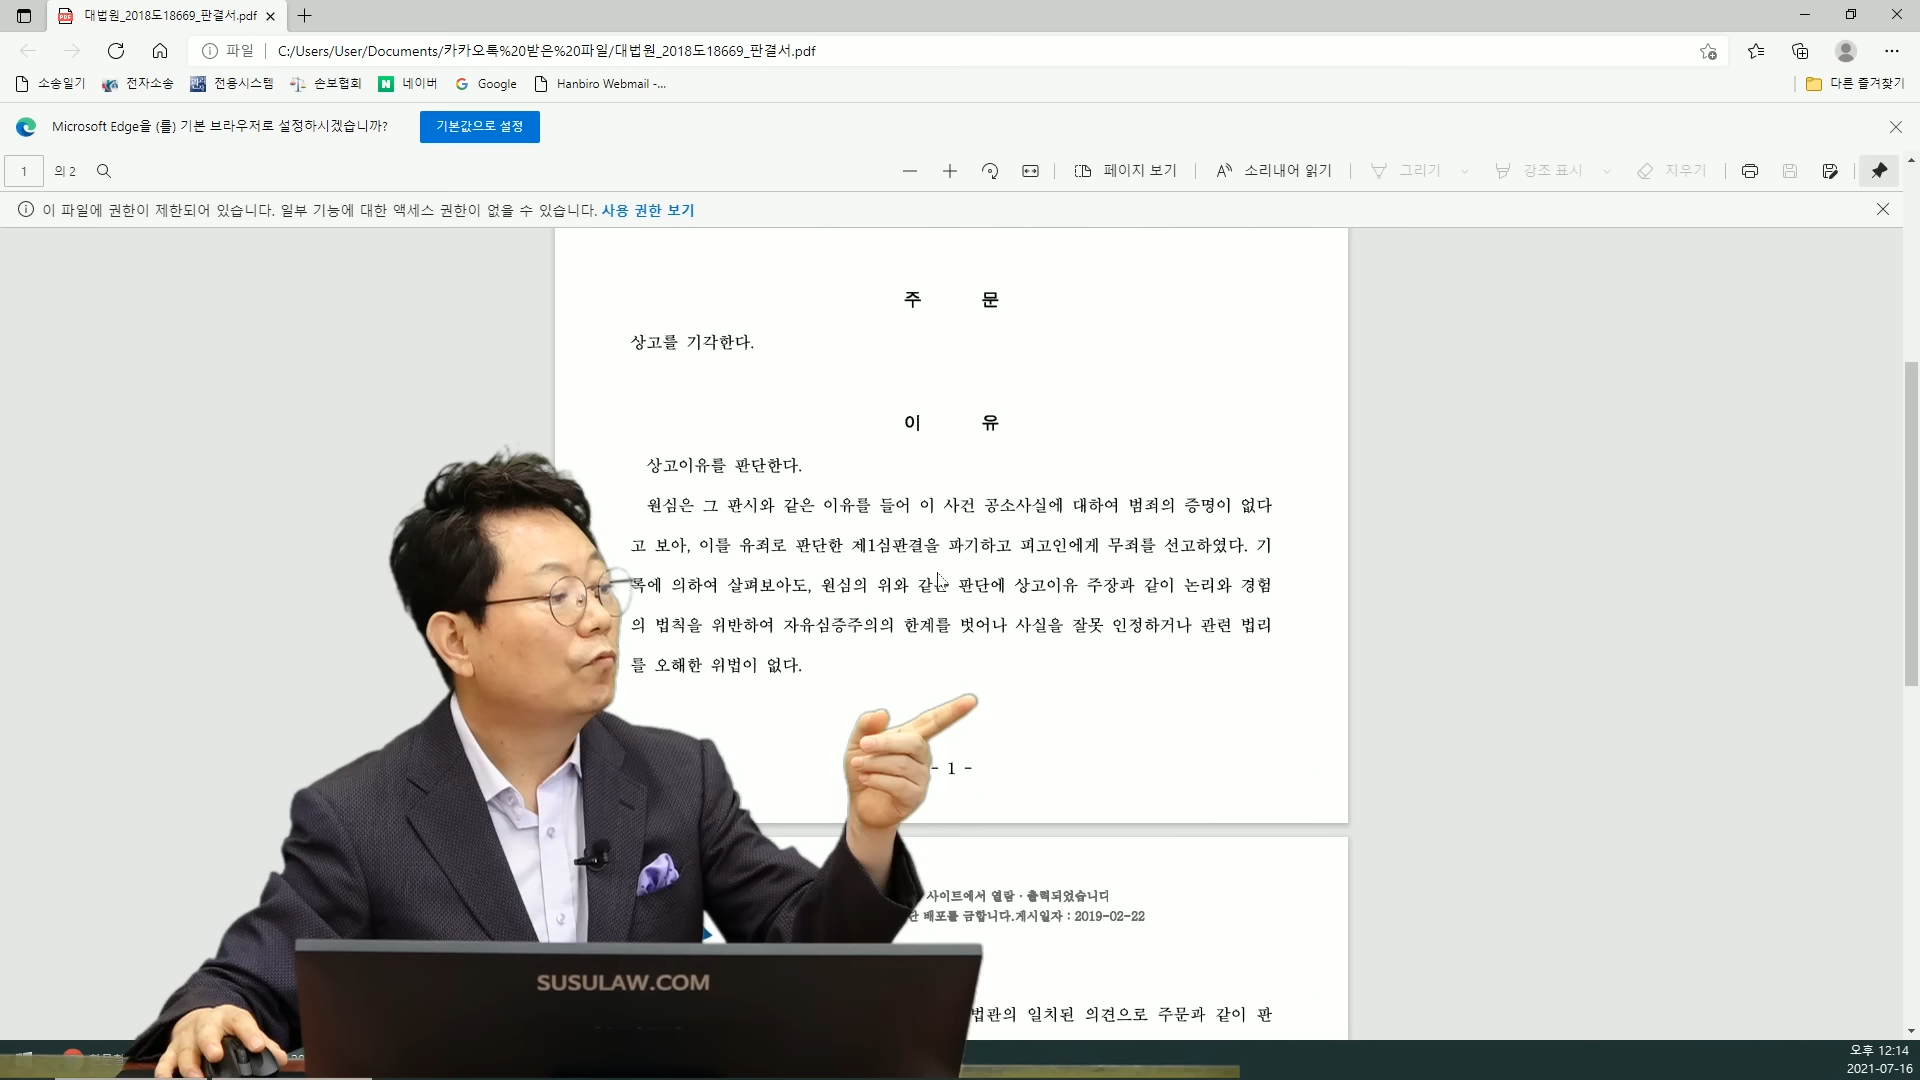 대법원_2018도18669_판결서.pdf
파일 C:/Users/User/Documents/카카오톡%20받은%20파일/대법원_2018도18669_판결서.pdf
소송일기 전자소송 전용시스템 손보협회 네이버 Google Hanbiro Webmail -... 다른 즐겨찾기
Microsoft Edge을 (를) 기본 브라우저로 설정하시겠습니까? 기본값으로 설정
1 의 2 페이지 보기 소리내어 읽기 그리기 강조 표시 지우기
이 파일에 권한이 제한되어 있습니다. 일부 기능에 대한 액세스 권한이 없을 수 있습니다. 사용 권한 보기
주 문
상고를 기각한다.
이 유
상고이유를 판단한다.
원심은 그 판시와 같은 이유를 들어 이 사건 공소사실에 대하여 범죄의 증명이 없다
고 보아, 이를 유죄로 판단한 제1심판결을 파기하고 피고인에게 무죄를 선고하였다. 기
록에 의하여 살펴보아도, 원심의 위와 같은 판단에 상고이유 주장과 같이 논리와 경험
의 법칙을 위반하여 자유심증주의의 한계를 벗어나 사실을 잘못 인정하거나 관련 법리
를 오해한 위법이 없다.
- 1 -
사이트에서 열람·출력되었습니다
단 배포를 금합니다.게시일자 : 2019-02-22
법관의 일치된 의견으로 주문과 같이 판
SUSULAW.COM
오후 12:14
2021-07-16